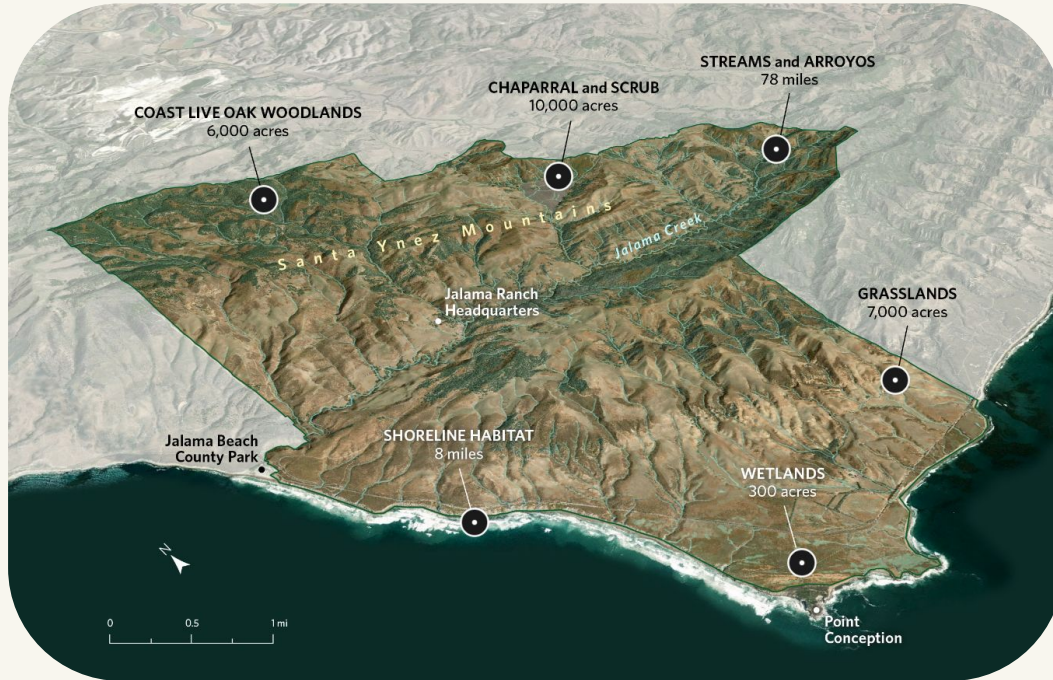 STREAMS and ARROYOS
78 miles
CHAPARRAL and SCRUB
10,000 acres
COAST LIVE OAK WOODLANDS
6,000 acres
Santa Ynez Mountains
Jalama Creek
Jalama Ranch
Headquarters
GRASSLANDS
7,000 acres
SHORELINE HABITAT
8 miles
Jalama Beach
County Park
WETLANDS
300 acres
N
0 0.5 1 mi
Point
Conception